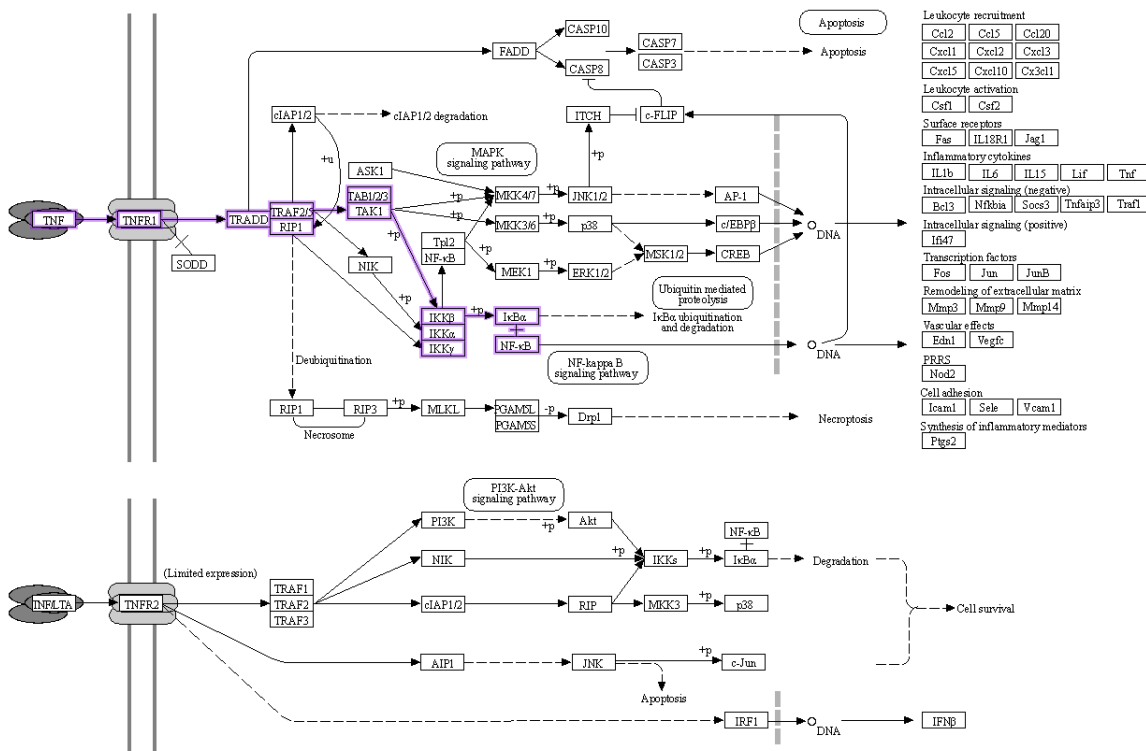 Apoptosis
Leukocyte recruitment
Ccl2 Ccl5 Ccl20
Cxcl1 Cxcl2 Cxcl3
Cxcl5 Cxcl10 Cx3cl1
Leukocyte activation
Csf1 Csf2
Surface receptors
Fas IL18R1 Jag1
Inflammatory cytokines
IL1b IL6 IL15 Lif Tnf
Intracellular signaling (negative)
Bcl3 Nfkbia Socs3 Tnfaip3 Traf1
Intracellular signaling (positive)
Ifi47
Transcription factors
Fos Jun JunB
Remodeling of extracellular matrix
Mmp3 Mmp9 Mmp14
Vascular effects
Edn1 Vegfc
PRRS
Nod2
Cell adhesion
Icam1 Sele Vcam1
Synthesis of inflammatory mediators
Ptgs2
CASP10
FADD
CASP7
Apoptosis
CASP8
CASP3
cIAP1/2
cIAP1/2 degradation
ITCH
c-FLIP
+u
MAPK
signaling pathway
+p
ASK1
TAB1/2/3
MKK4/7
+p
JNK1/2
AP-1
TNF
TNFR1
TRADD
TRAF2/5
TAK1
+p
RIP1
+p
+p
MKK3/6
+p
p38
c/EBPβ
DNA
SODD
NIK
Tpl2
NF-κB
+p
MEK1
+p
ERK1/2
MSK1/2
CREB
+p
Ubiquitin mediated
proteolysis
IKKβ
+p
IκBα
IκBα ubiquitination
and degradation
IKKα
IKKγ
NF-κB
DNA
Deubiquitination
NF-kappa B
signaling pathway
RIP1
RIP3
+p
MLKL
PGAM5L
-p
Drp1
Necroptosis
PGAM5S
Necrosome
PI3K-Akt
signaling pathway
PI3K
+p
Akt
NF-κB
NIK
+p
IKKs
+p
IκBα
Degradation
(Limited expression)
TRAF1
TNF/LTA
TNFR2
TRAF2
cIAP1/2
RIP
MKK3
+p
p38
Cell survival
TRAF3
AIP1
JNK
c-Jun
Apoptosis
IRF1
DNA
IFNβ